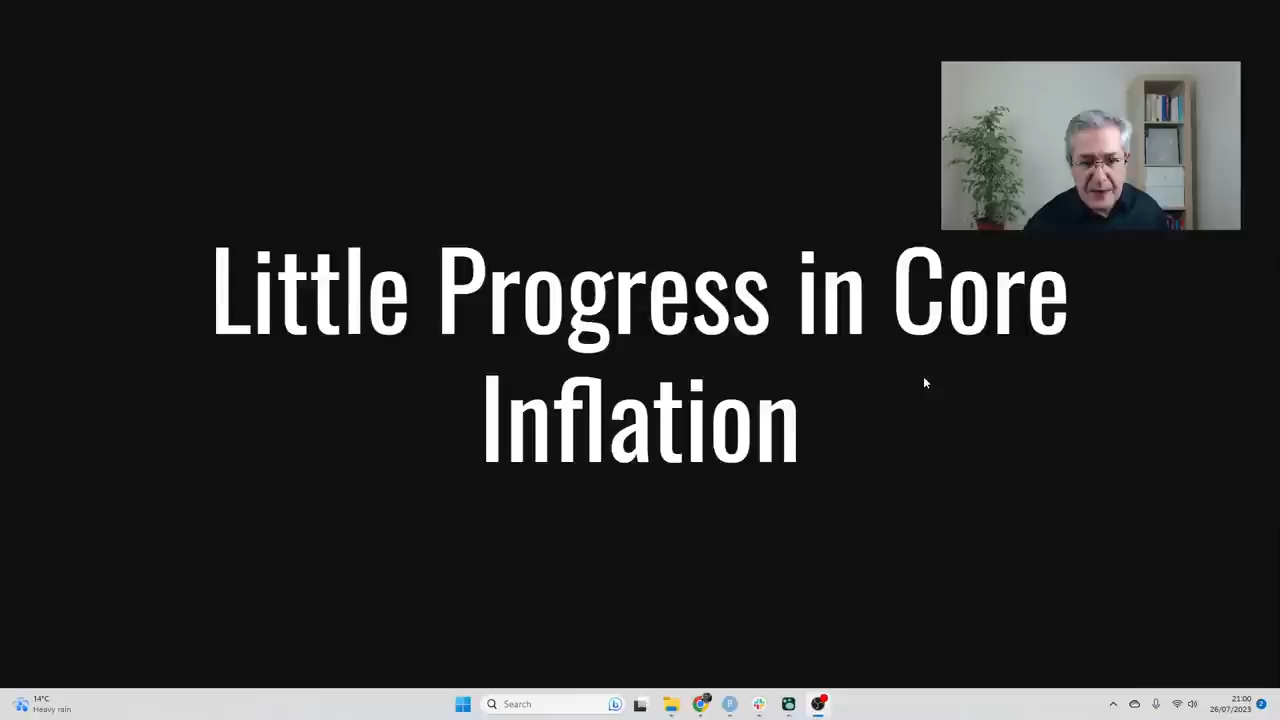 Little Progress in Core
Inflation
14°C
Heavy rain
Search
21:00
26/07/2023